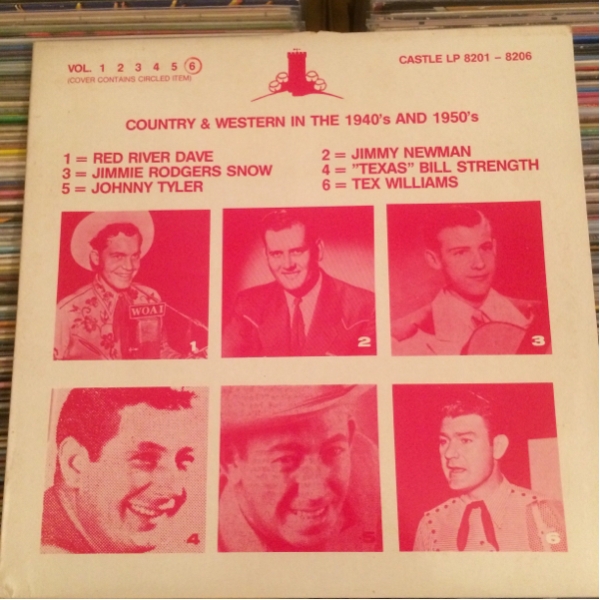 VOL. 1 2 3 4 5 6
(COVER CONTAINS CIRCLED ITEM)
CASTLE LP 8201 - 8206
COUNTRY & WESTERN IN THE 1940's AND 1950's
1 = RED RIVER DAVE
2 = JIMMY NEWMAN
3 = JIMMIE RODGERS SNOW
4 = "TEXAS" BILL STRENGTH
5 = JOHNNY TYLER
6 = TEX WILLIAMS
WOAI
1
2
3
4
5
6